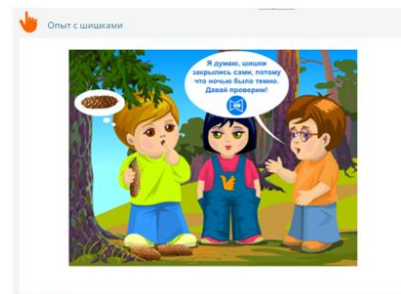 Опыт с шишками
Я думаю, шишки
закрылись сами, потому
что ночью было темно.
Давай проверим!